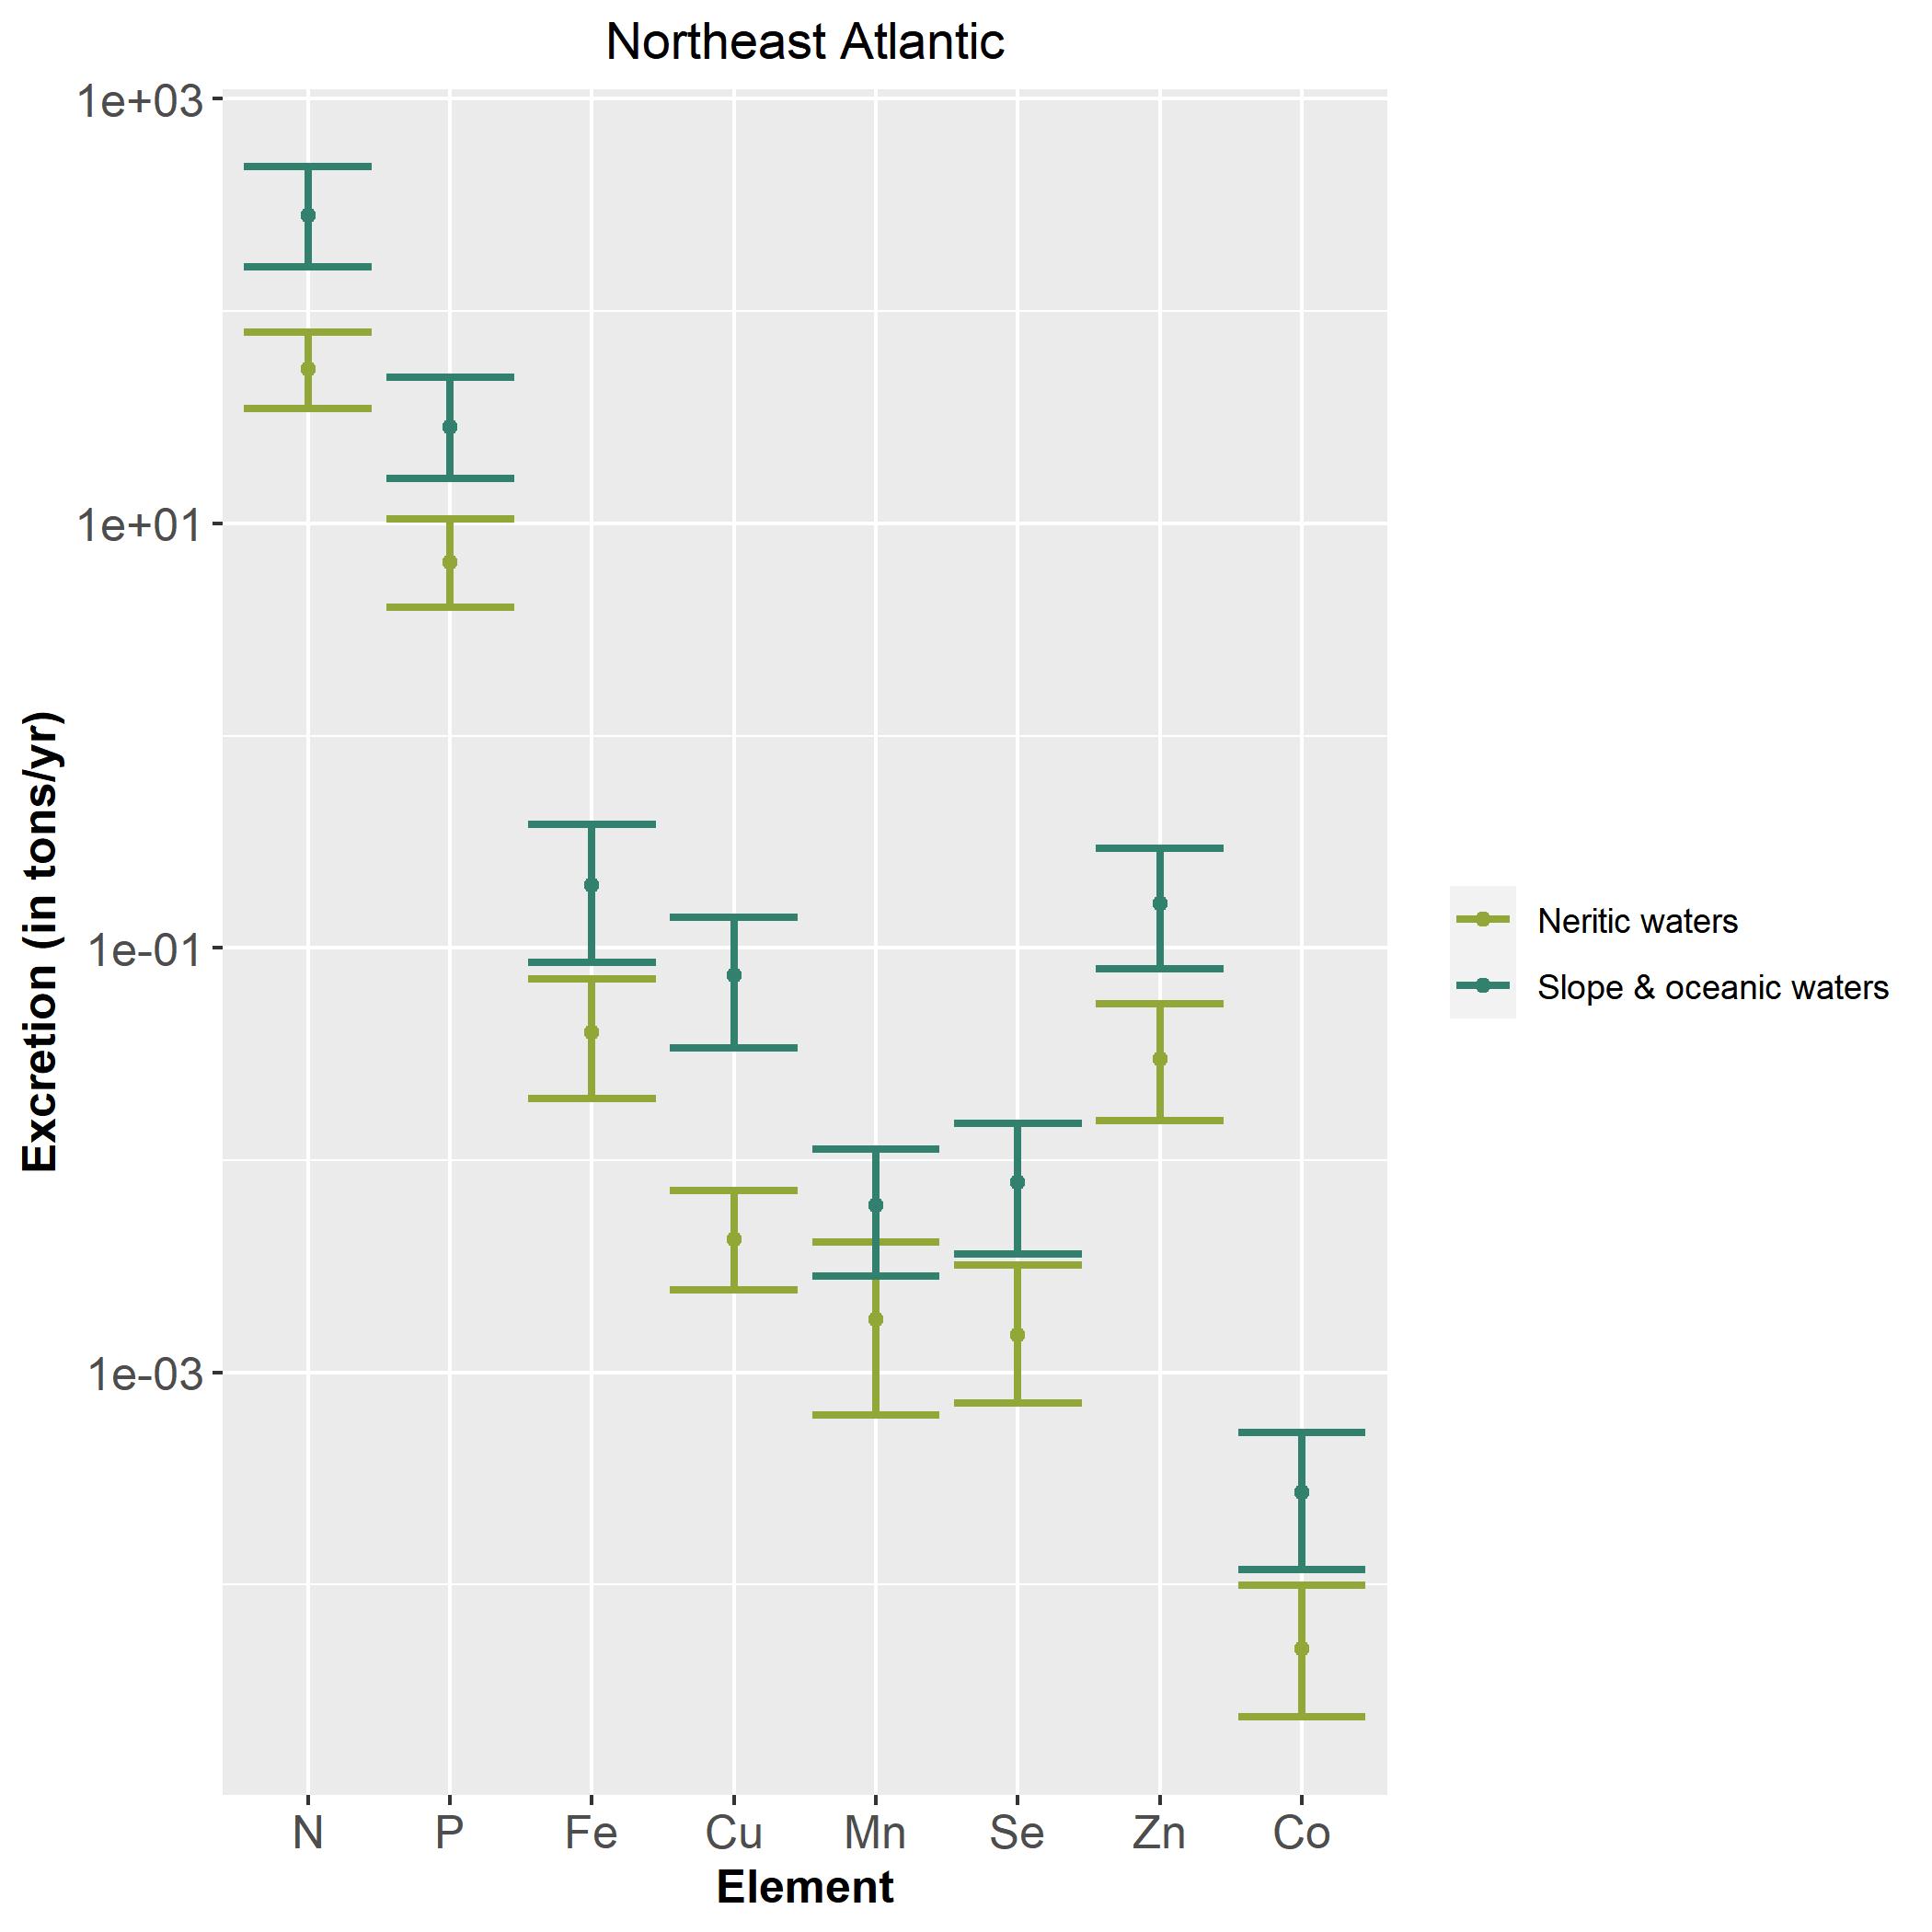 Northeast Atlantic
1e+03
1e+01
1e-01
1e-03
Excretion (in tons/yr)
N P Fe Cu Mn Se Zn Co
Element
Neritic waters
Slope & oceanic waters